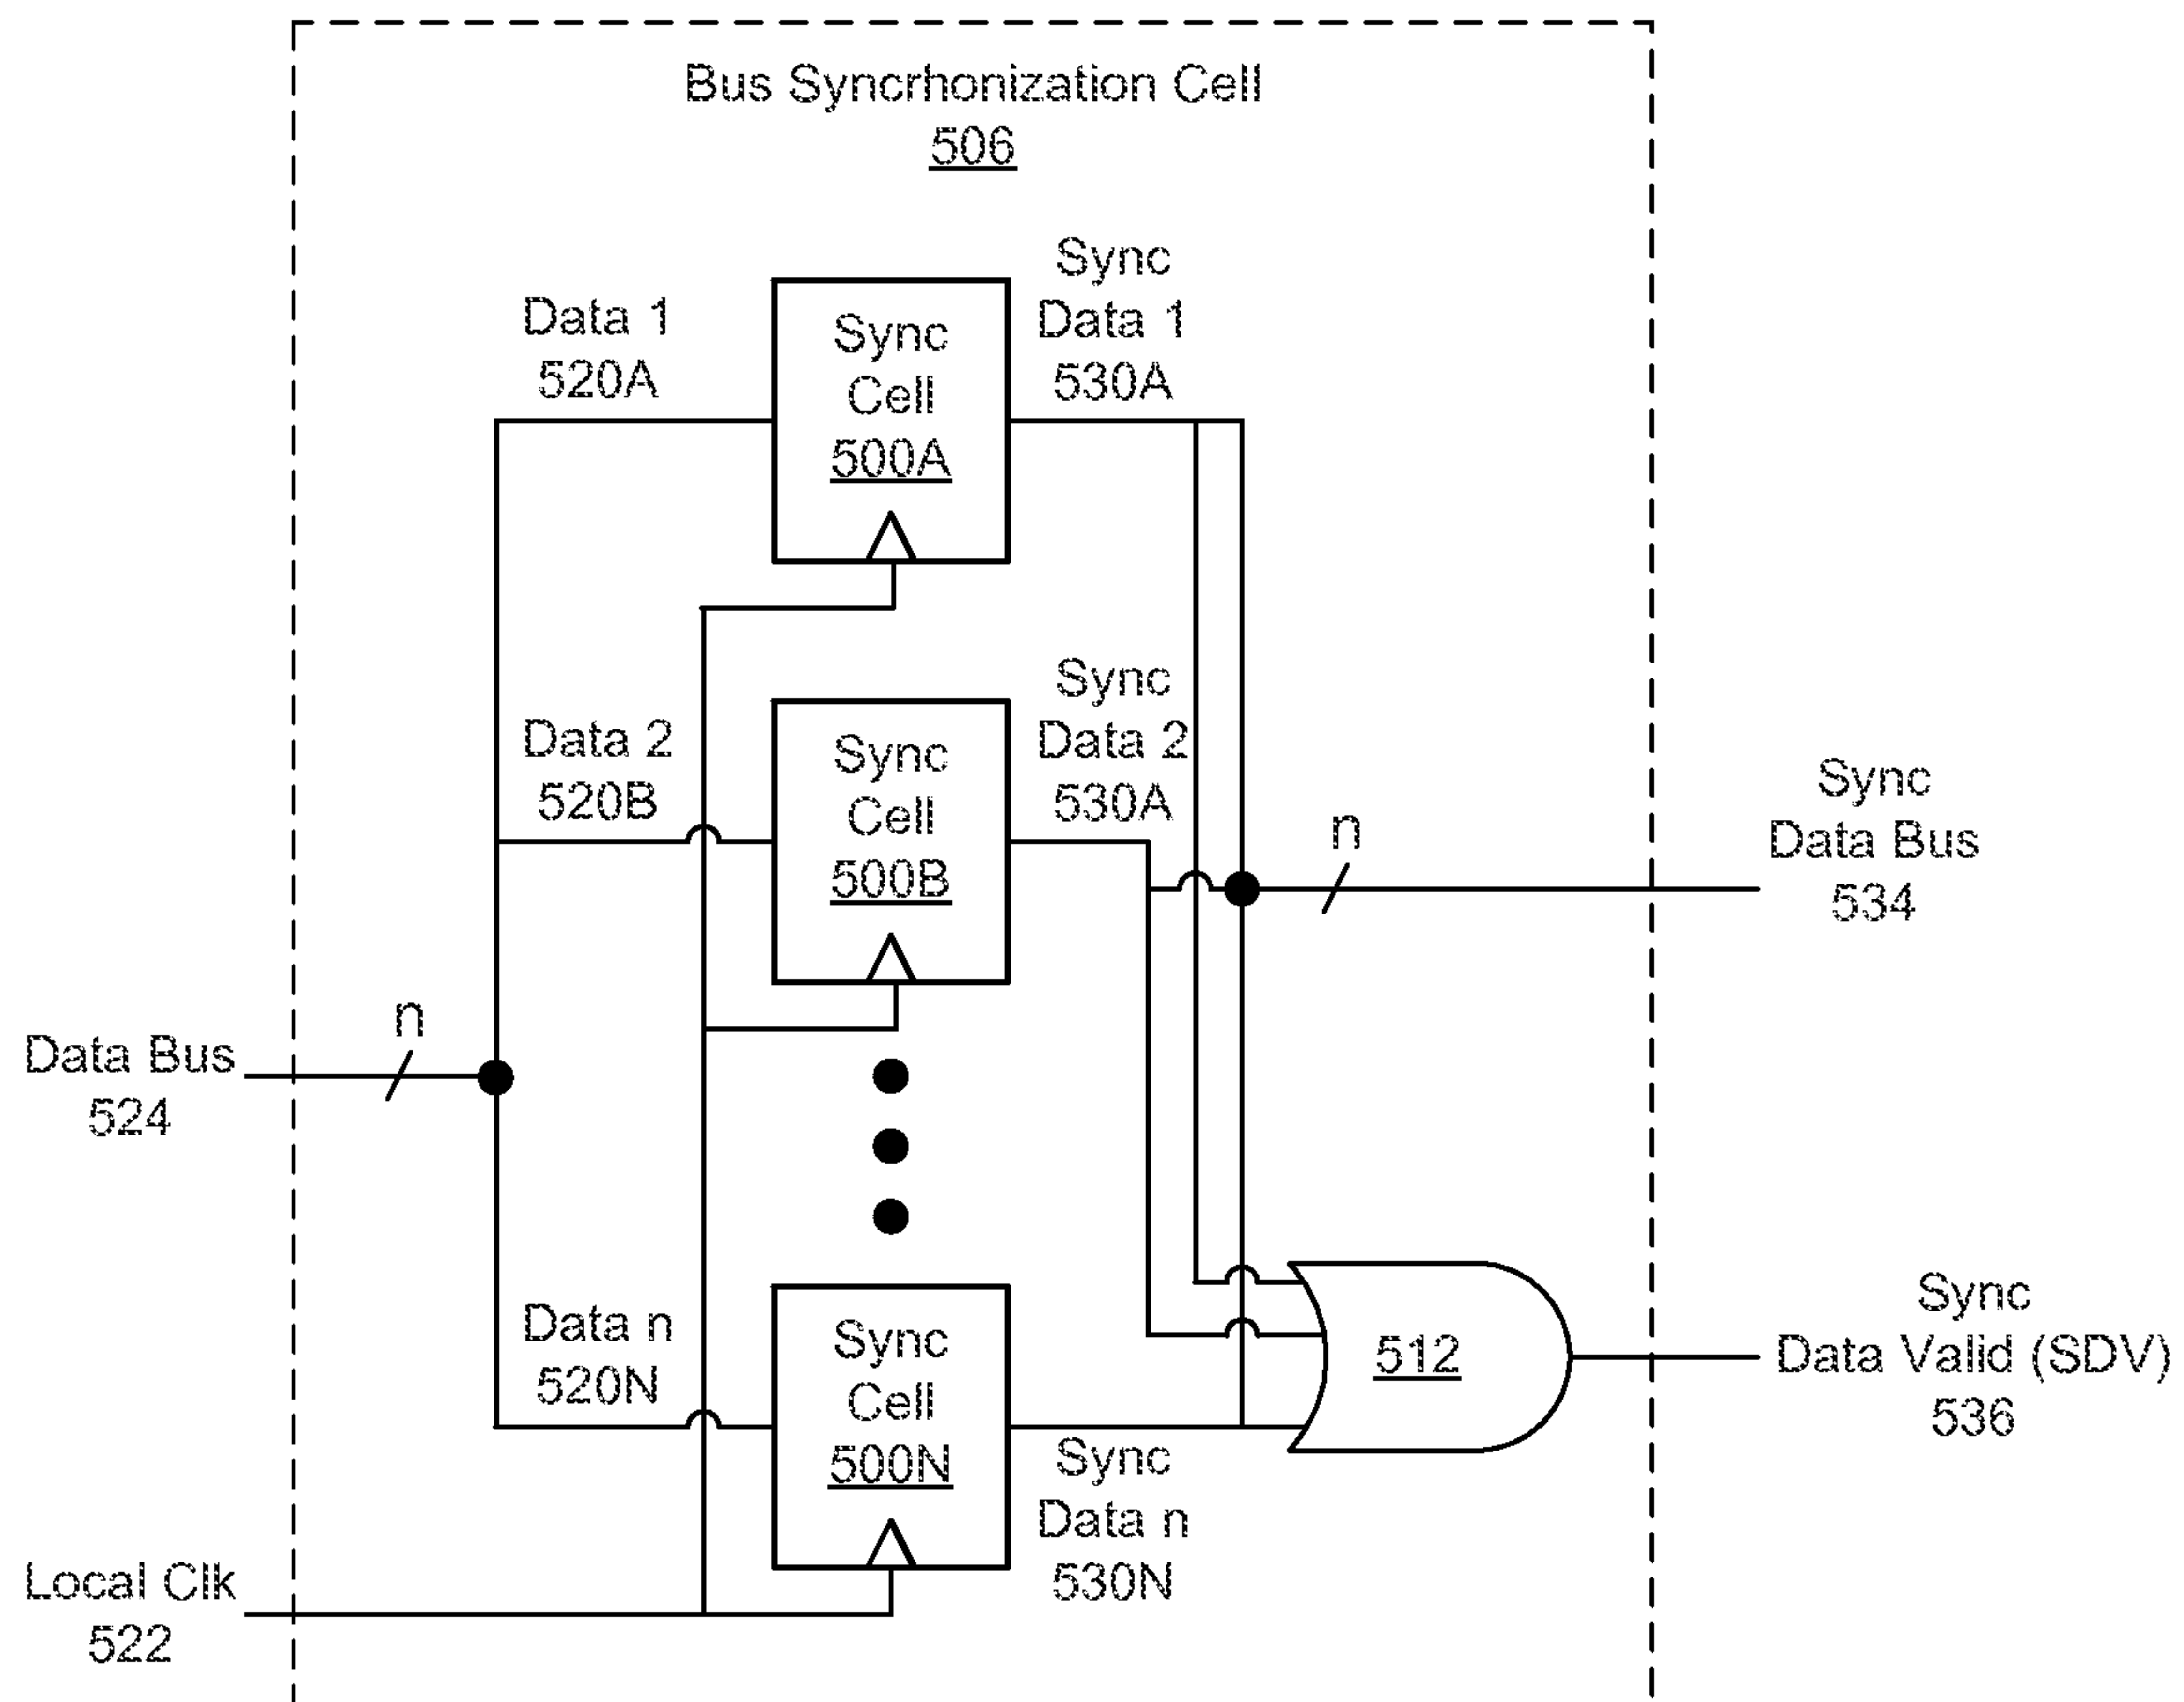 Bus Syncrhonization Cell
506
Data 1
520A
Sync
Cell
500A
Sync
Data 1
530A
Data 2
520B
Sync
Cell
500B
Sync
Data 2
530A
n
Sync
Data Bus
534
n
Data Bus
524
Data n
520N
Sync
Cell
500N
Sync
Data n
530N
512
Sync
Data Valid (SDV)
536
Local Clk
522